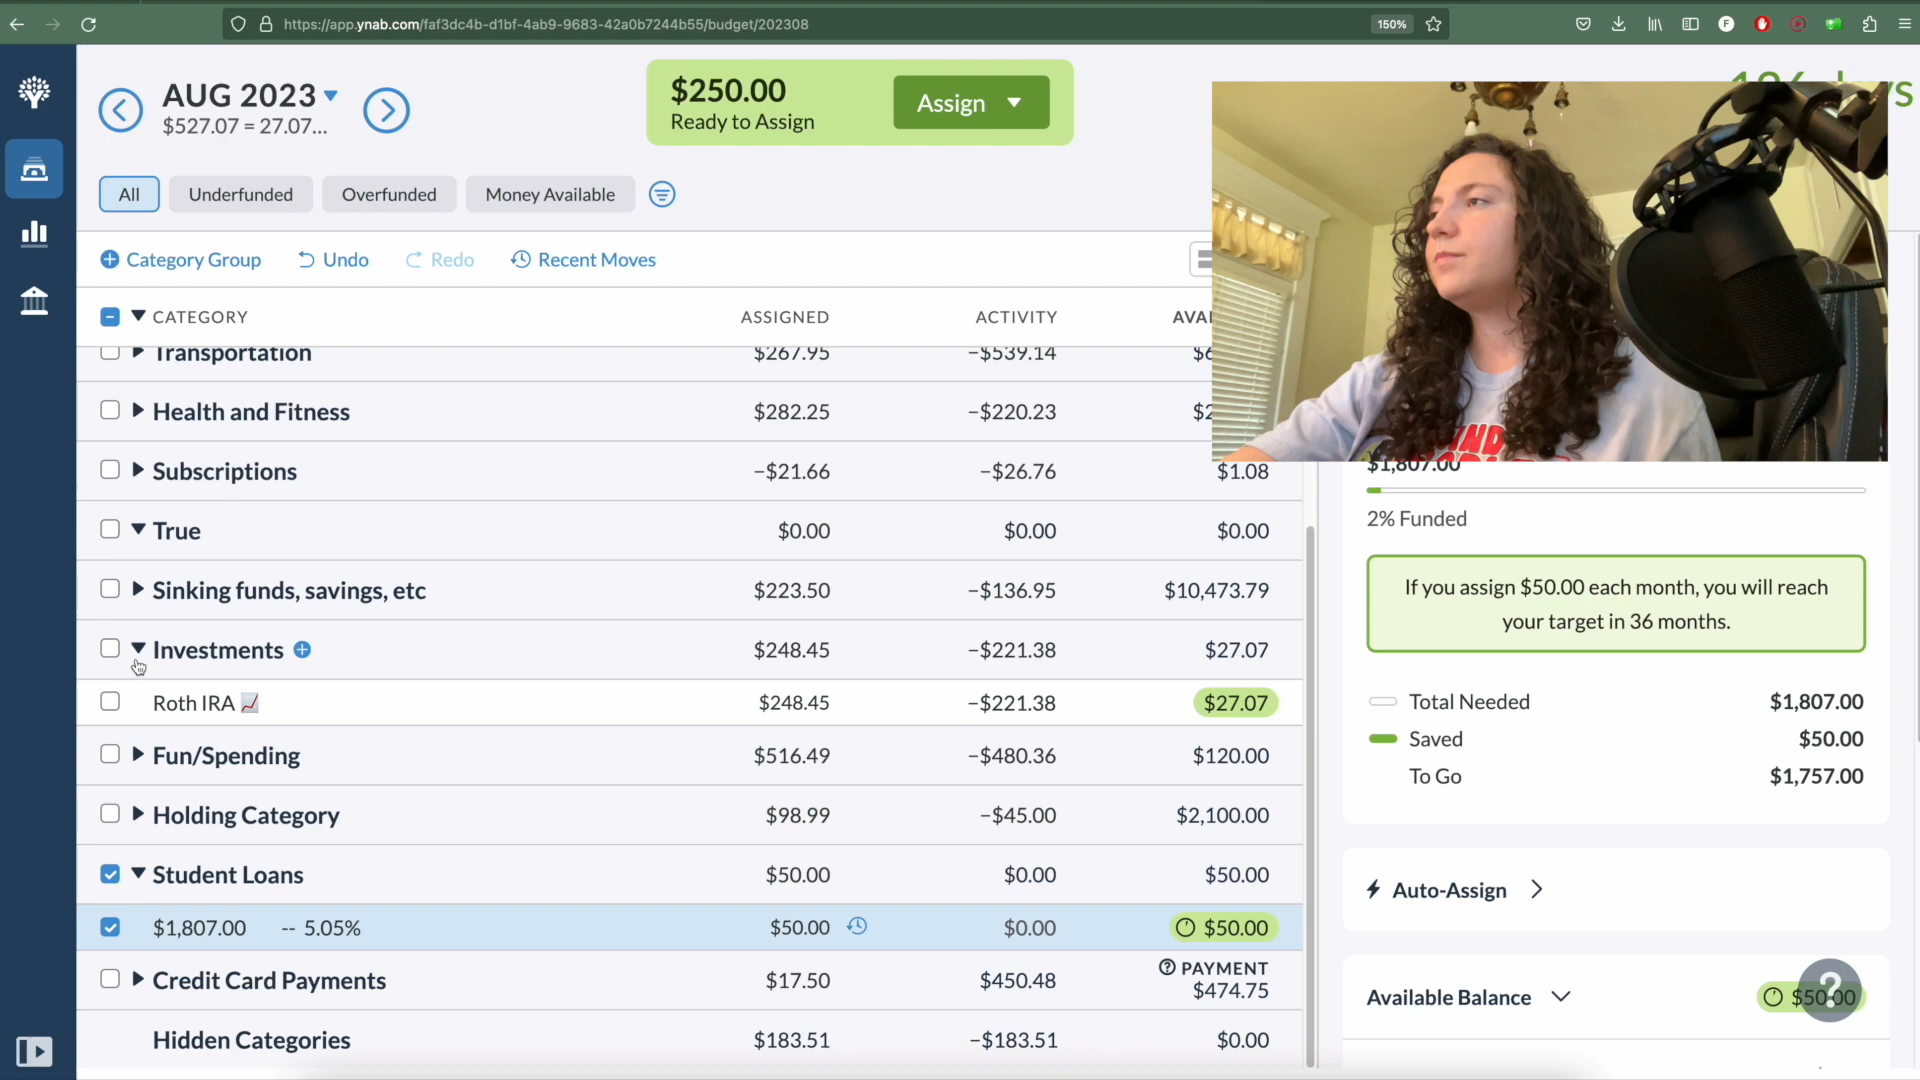 https://app.ynab.com/faf3dc4b-d1bf-4ab9-9683-42a0b7244b55/budget/202308
150%
F
AUG 2023
$527.07 = 27.07...
$250.00
Ready to Assign
Assign
All
Underfunded
Overfunded
Money Available
Category Group
Undo
Redo
Recent Moves
CATEGORY
ASSIGNED
ACTIVITY
Transportation
$267.95
−$539.14
Health and Fitness
$282.25
−$220.23
Subscriptions
−$21.66
−$26.76
$1.08
True
$0.00
$0.00
$0.00
Sinking funds, savings, etc
$223.50
−$136.95
$10,473.79
Investments
$248.45
−$221.38
$27.07
Roth IRA 📈
$248.45
−$221.38
$27.07
Fun/Spending
$516.49
−$480.36
$120.00
Holding Category
$98.99
−$45.00
$2,100.00
Student Loans
$50.00
$0.00
$50.00
$1,807.00 -- 5.05%
$50.00
$0.00
$50.00
Credit Card Payments
$17.50
$450.48
PAYMENT
$474.75
Hidden Categories
$183.51
−$183.51
$0.00
$1,807.00
2% Funded
If you assign $50.00 each month, you will reach
your target in 36 months.
Total Needed
$1,807.00
Saved
$50.00
To Go
$1,757.00
Auto-Assign
Available Balance
$50.00
?